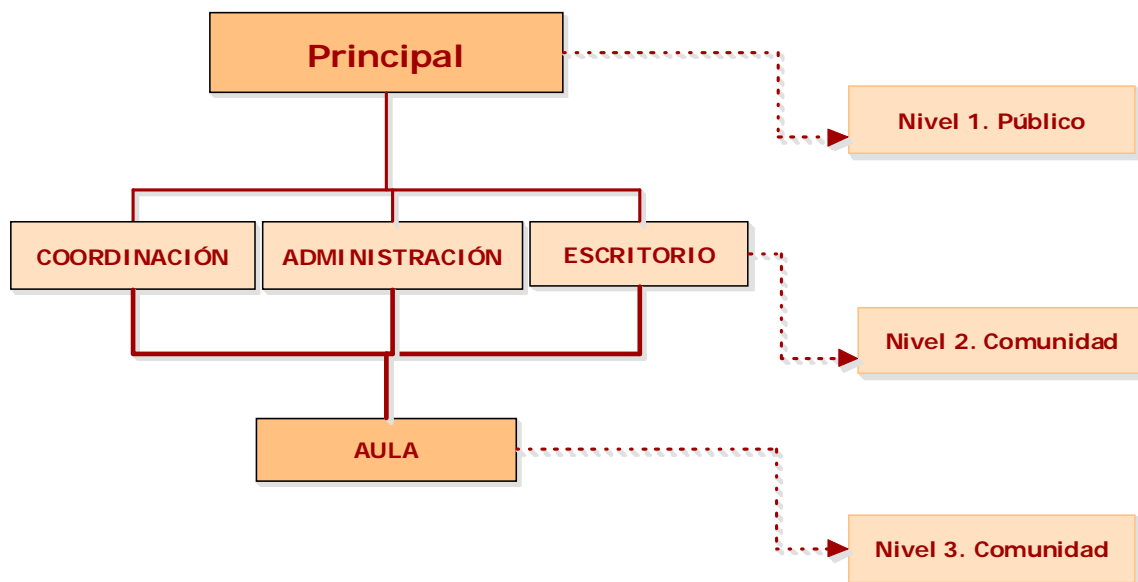 Principal
Nivel 1. Público
COORDINACIÓN
ADMINISTRACIÓN
ESCRITORIO
Nivel 2. Comunidad
AULA
Nivel 3. Comunidad